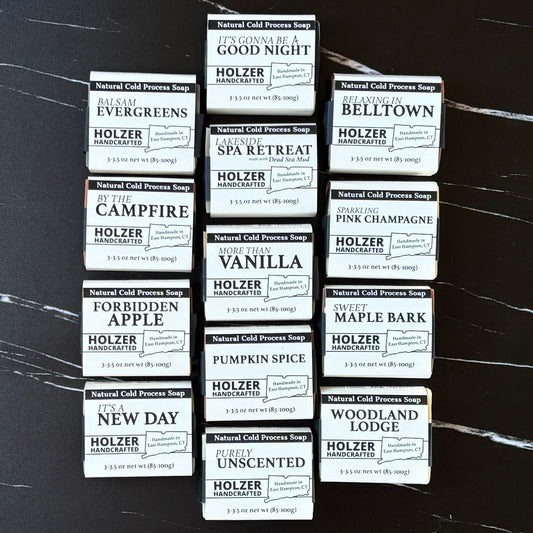 Natural Cold Process Soap
BALSAM
EVERGREENS
HOLZER
HANDCRAFTED
Handmade in
East Hampton, CT
3-3.5 oz net wt (85-100g)
Natural Cold Process Soap
BY THE
CAMPFIRE
HOLZER
HANDCRAFTED
Handmade in
East Hampton, CT
3-3.5 oz net wt (85-100g)
Natural Cold Process Soap
FORBIDDEN
APPLE
HOLZER
HANDCRAFTED
Handmade in
East Hampton, CT
3-3.5 oz net wt (85-100g)
Natural Cold Process Soap
IT'S A
NEW DAY
HOLZER
HANDCRAFTED
Handmade in
East Hampton, CT
3-3.5 oz net wt (85-100g)
Natural Cold Process Soap
IT'S GONNA BE A
GOOD NIGHT
HOLZER
HANDCRAFTED
Handmade in
East Hampton, CT
3-3.5 oz net wt (85-100g)
Natural Cold Process Soap
LAKESIDE
SPA RETREAT
made with Dead Sea Mud
HOLZER
HANDCRAFTED
Handmade in
East Hampton, CT
3-3.5 oz net wt (85-100g)
Natural Cold Process Soap
MORE THAN
VANILLA
HOLZER
HANDCRAFTED
Handmade in
East Hampton, CT
3-3.5 oz net wt (85-100g)
Natural Cold Process Soap
PUMPKIN SPICE
HOLZER
HANDCRAFTED
Handmade in
East Hampton, CT
3-3.5 oz net wt (85-100g)
Natural Cold Process Soap
PURELY
UNSCENTED
HOLZER
HANDCRAFTED
Handmade in
East Hampton, CT
3-3.5 oz net wt (85-100g)
Natural Cold Process Soap
RELAXING IN
BELLTOWN
HOLZER
HANDCRAFTED
Handmade in
East Hampton, CT
3-3.5 oz net wt (85-100g)
Natural Cold Process Soap
SPARKLING
PINK CHAMPAGNE
HOLZER
HANDCRAFTED
Handmade in
East Hampton, CT
3-3.5 oz net wt (85-100g)
Natural Cold Process Soap
SWEET
MAPLE BARK
HOLZER
HANDCRAFTED
Handmade in
East Hampton, CT
3-3.5 oz net wt (85-100g)
Natural Cold Process Soap
WOODLAND
LODGE
HOLZER
HANDCRAFTED
Handmade in
East Hampton, CT
3-3.5 oz net wt (85-100g)